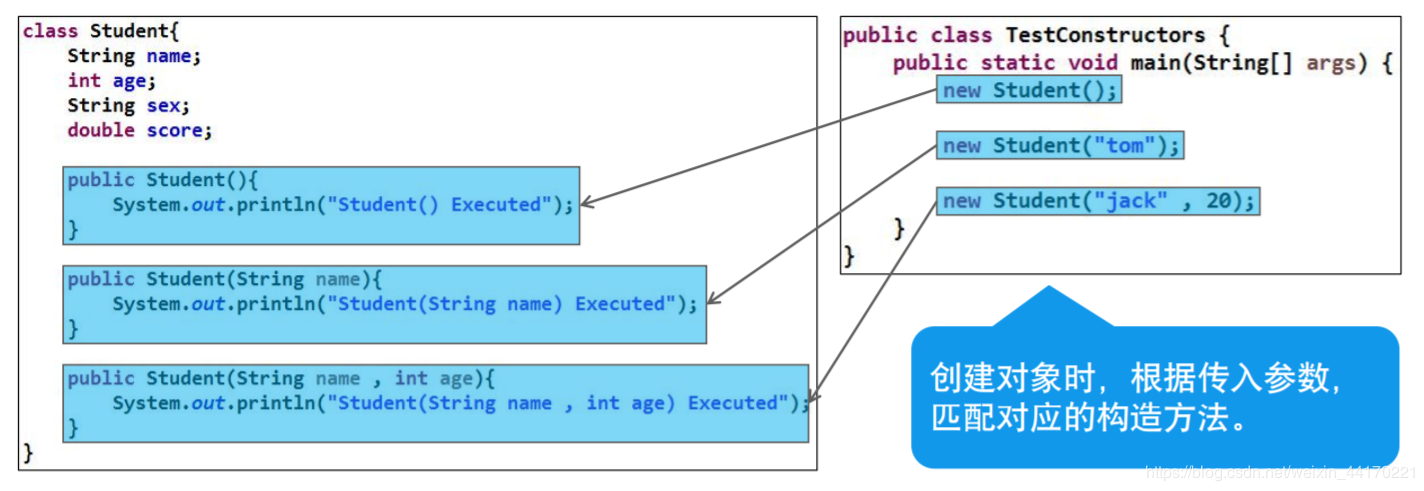 class Student{
    String name;
    int age;
    String sex;
    double score;
    public Student(){
        System.out.println("Student() Executed");
    }
    public Student(String name){
        System.out.println("Student(String name) Executed");
    }
    public Student(String name , int age){
        System.out.println("Student(String name , int age) Executed");
    }
}
public class TestConstructors {
    public static void main(String[] args) {
        new Student();
        new Student("tom");
        new Student("jack" , 20);
    }
}
创建对象时，根据传入参数，
匹配对应的构造方法。
https://blog.csdn.net/weixin_44170221